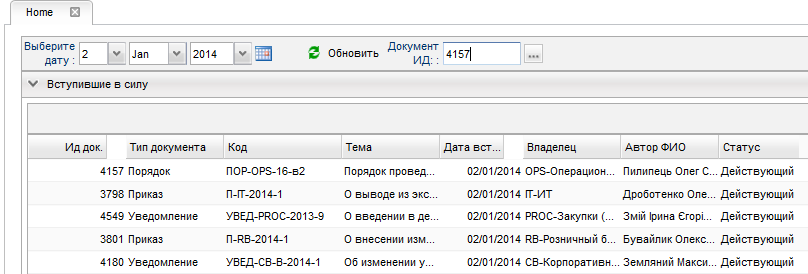 Home
Выберите дату : 2 Jan 2014 Обновить Документ ИД: : 4157 ...
Вступившие в силу
Ид док. Тип документа Код Тема Дата вст... Владелец Автор ФИО Статус
4157 Порядок ПОР-OPS-16-в2 Порядок провед... 02/01/2014 OPS-Операцион... Пилипець Олег С... Действующий
3798 Приказ П-IT-2014-1 О выводе из экс... 02/01/2014 IT-ИТ Дроботенко Оле... Действующий
4549 Уведомление УВЕД-PROC-2013-9 О введении в де... 02/01/2014 PROC-Закупки (... Змій Ірина Єгорі... Действующий
3801 Приказ П-RB-2014-1 О внесении изм... 02/01/2014 RB-Розничный б... Бувайлик Олекс... Действующий
4180 Уведомление УВЕД-СВ-В-2014-1 Об изменении у... 02/01/2014 СВ-Корпоративн... Земляний Макси... Действующий